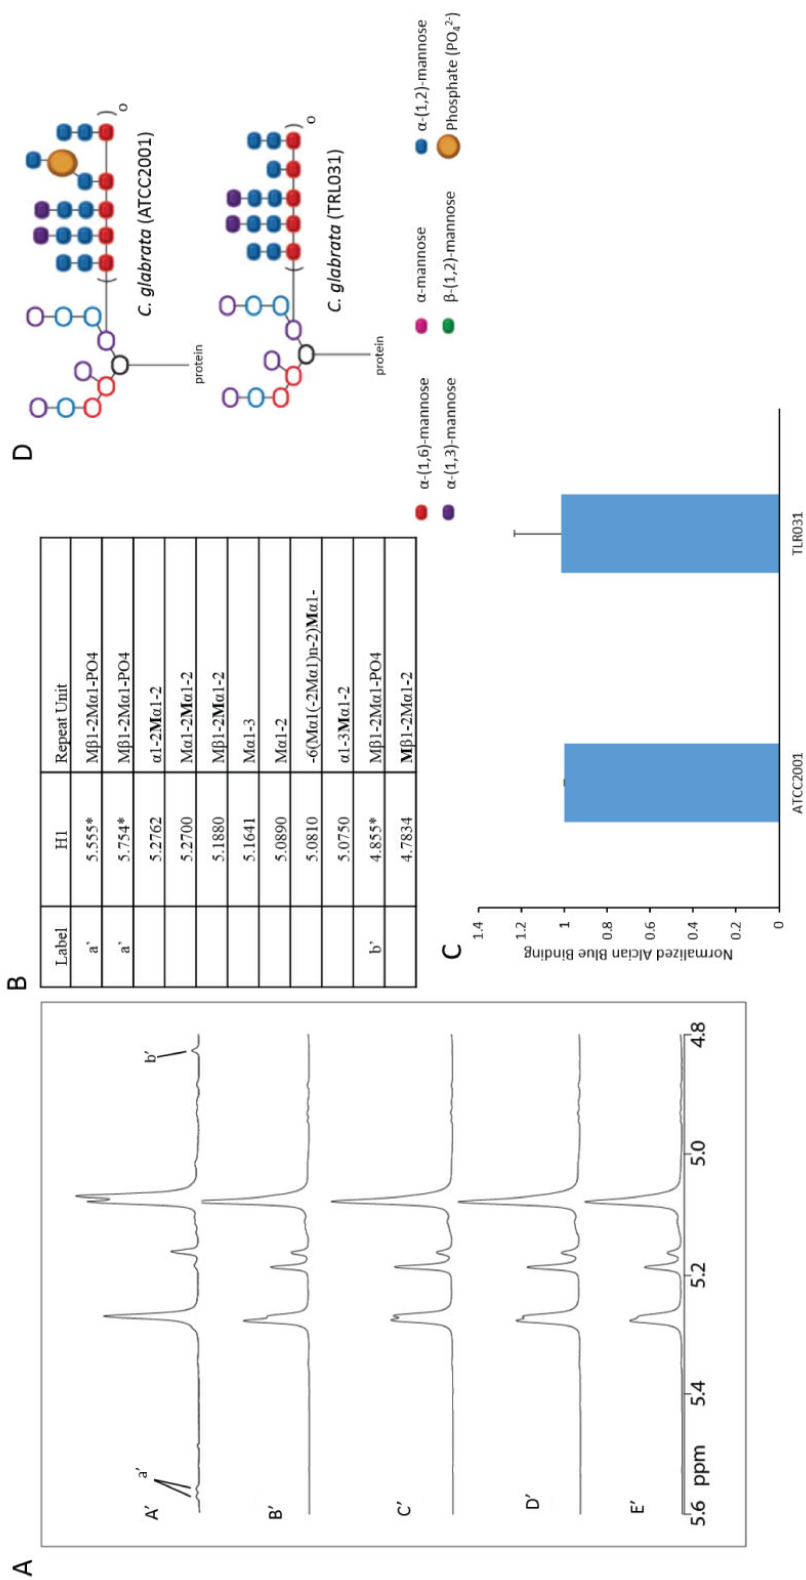 A
A′
a′
b′
B′
C′
D′
E′
5.6 ppm 5.4 5.2 5.0 4.8
B
Label H1 Repeat Unit
a' 5.555* Mβ1-2Mα1-PO4
a' 5.754* Mβ1-2Mα1-PO4
5.2762 α1-2Mα1-2
5.2700 Mα1-2Mα1-2
5.1880 Mβ1-2Mα1-2
5.1641 Mα1-3
5.0890 Mα1-2
5.0810 -6(Mα1(-2Mα1)n-2)Mα1-
5.0750 α1-3Mα1-2
b' 4.855* Mβ1-2Mα1-PO4
4.7834 Mβ1-2Mα1-2
C
Normalized Alcian Blue Binding
1.4
1.2
1
0.8
0.6
0.4
0.2
0
ATCC2001 TLR031
D
( ) o
protein
C. glabrata (ATCC2001)
( ) o
protein
C. glabrata (TRL031)
α-(1,6)-mannose α-mannose α-(1,2)-mannose
α-(1,3)-mannose β-(1,2)-mannose Phosphate (PO₄²⁻)